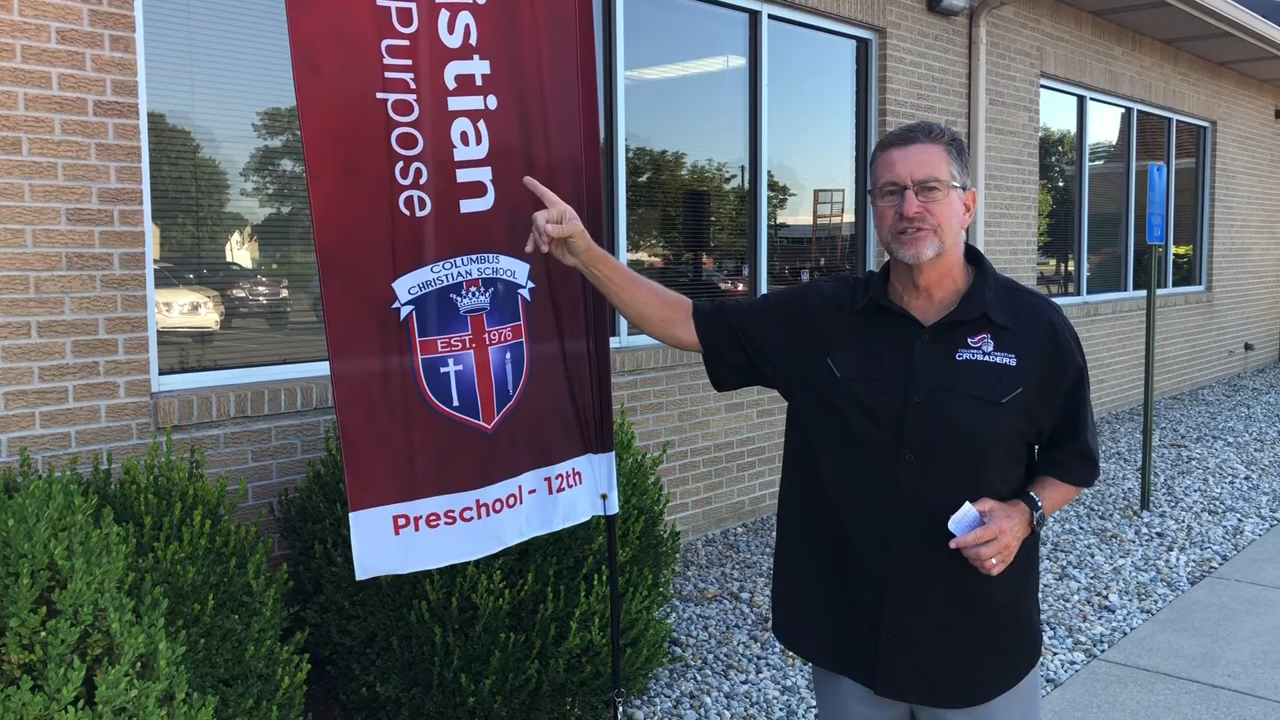 istian
Purpose
COLUMBUS
CHRISTIAN SCHOOL
EST. 1976
Preschool - 12th
COLUMBUS CHRISTIAN
CRUSADERS